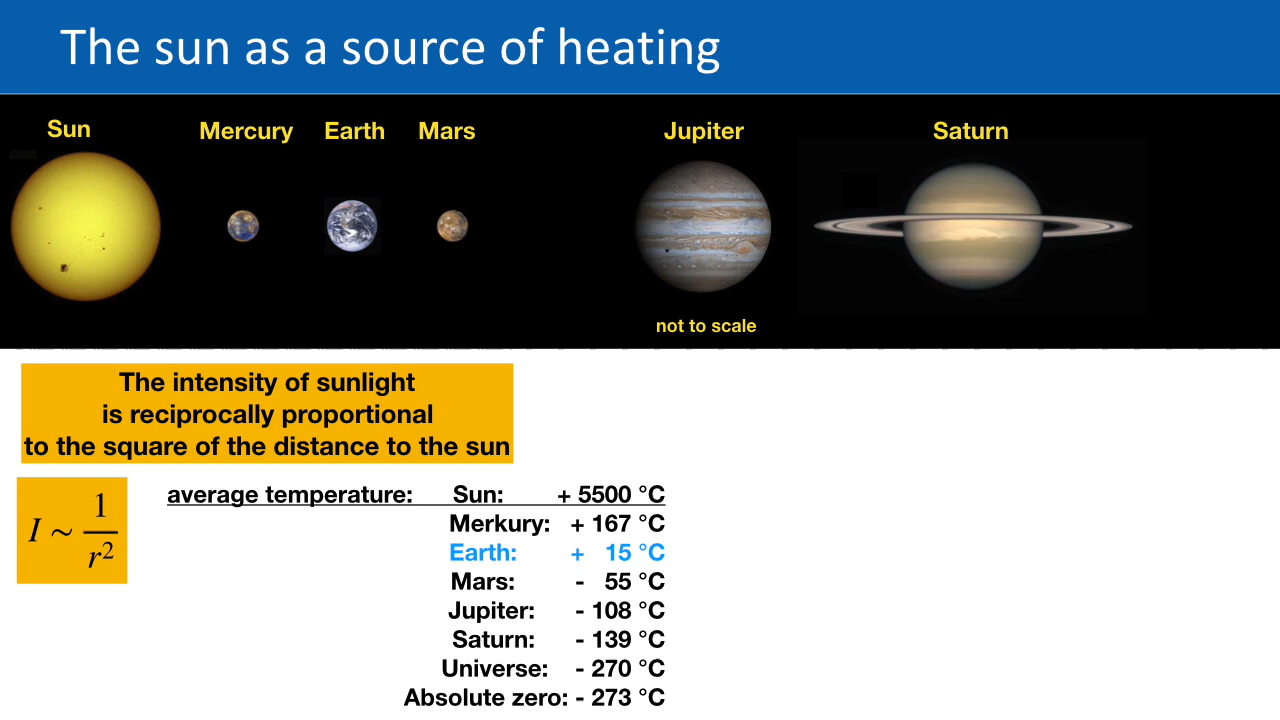 The sun as a source of heating
Sun
Mercury
Earth
Mars
Jupiter
Saturn
not to scale
The intensity of sunlight
is reciprocally proportional
to the square of the distance to the sun
I ~ 1/r²
average temperature: Sun: + 5500 °C
Merkury: + 167 °C
Earth: + 15 °C
Mars: - 55 °C
Jupiter: - 108 °C
Saturn: - 139 °C
Universe: - 270 °C
Absolute zero: - 273 °C